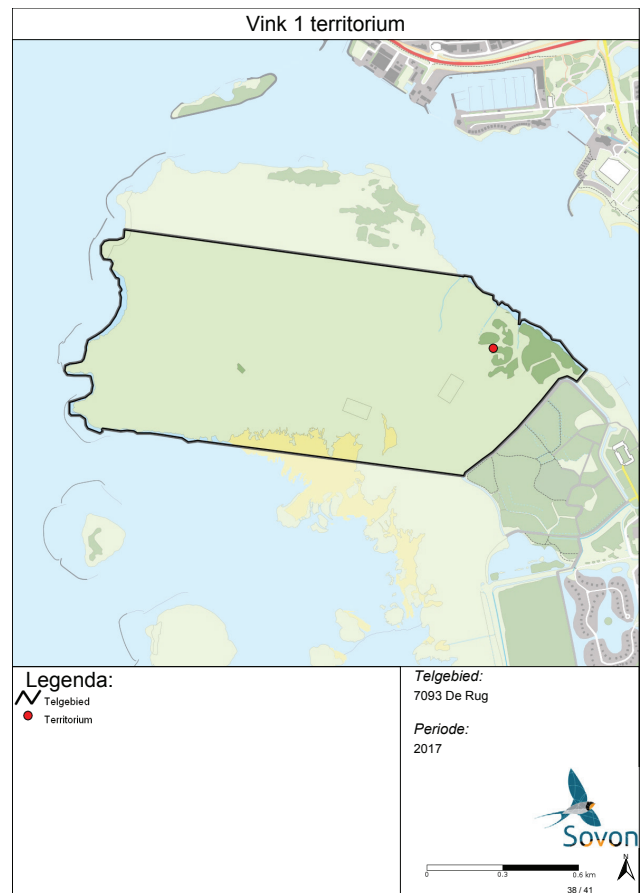 Vink 1 territorium
Legenda:
Telgebied
Territorium
Telgebied:
7093 De Rug
Periode:
2017
Sovon
N
0 0.3 0.6 km
38 / 41